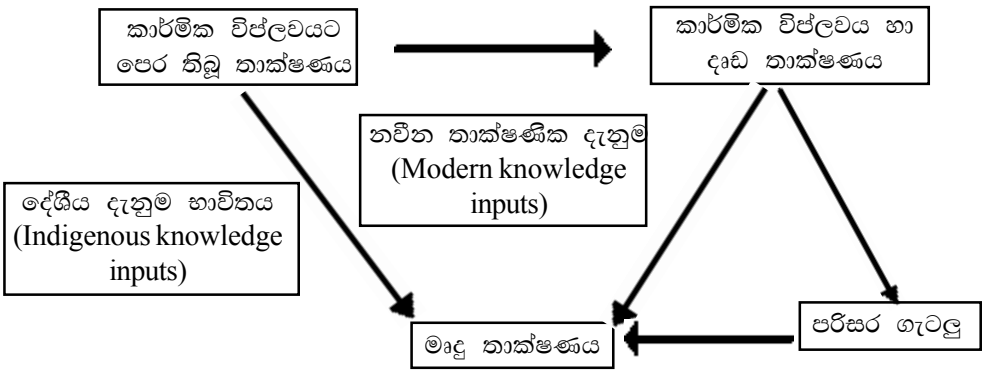 කාර්මික විප්ලවයට
පෙර තිබූ තාක්ෂණය
කාර්මික විප්ලවය හා
දෘඩ තාක්ෂණය
නවීන තාක්ෂණික දැනුම
(Modern knowledge
inputs)
දේශීය දැනුම භාවිතය
(Indigenous knowledge
inputs)
මෘදු තාක්ෂණය
පරිසර ගැටලු